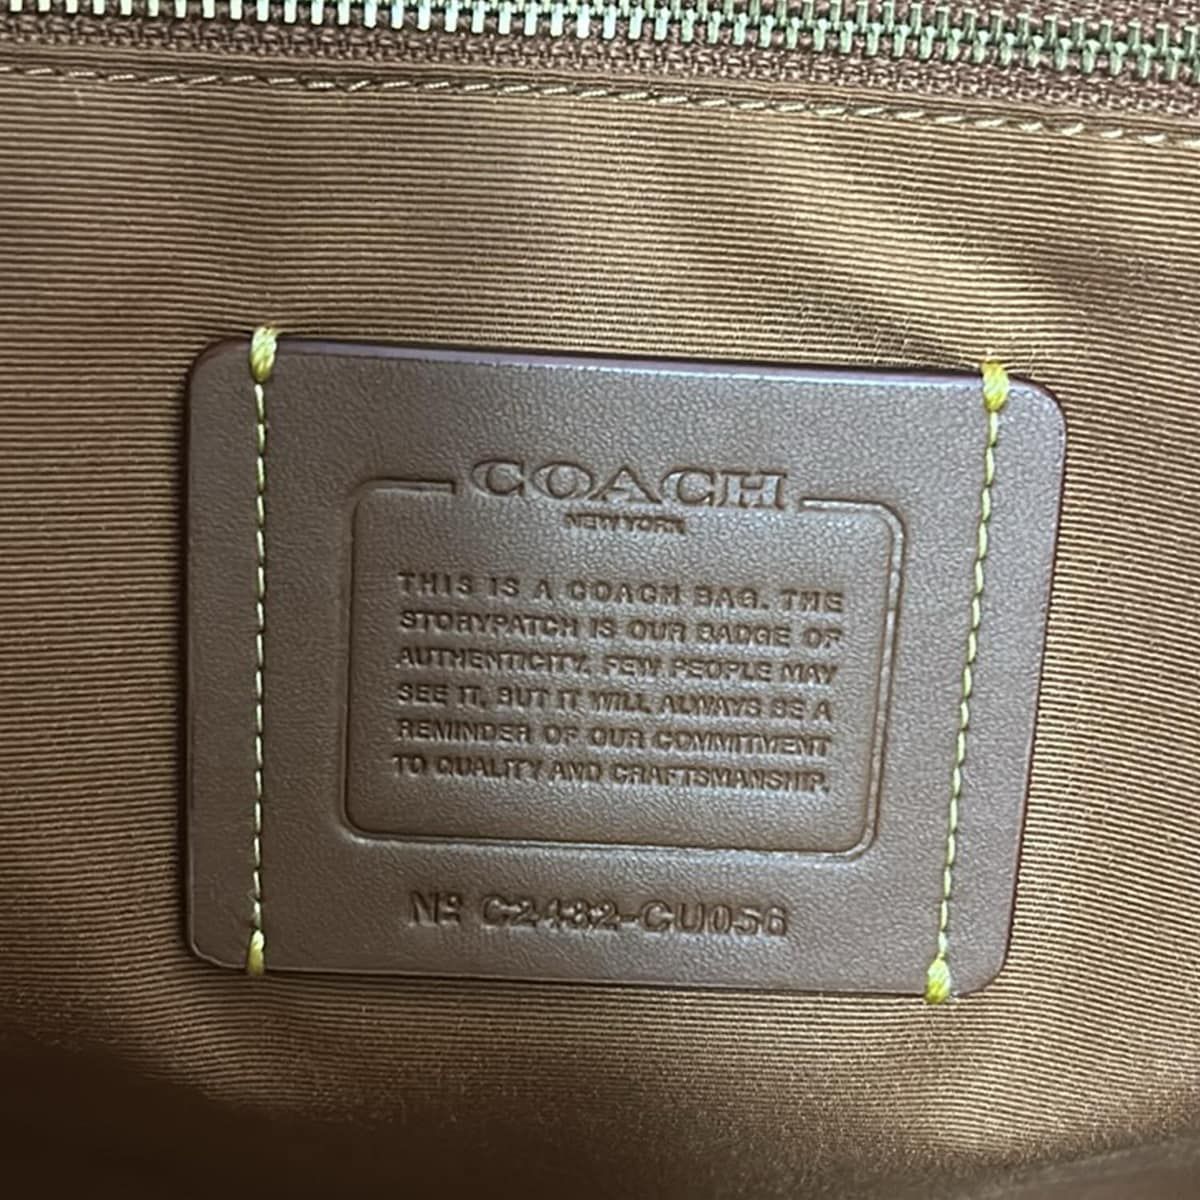 COACH
NEW YORK
THIS IS A COACH BAG. THE
STORYPATCH IS OUR BADGE OF
AUTHENTICITY. FEW PEOPLE MAY
SEE IT, BUT IT WILL ALWAYS BE A
REMINDER OF OUR COMMITMENT
TO QUALITY AND CRAFTSMANSHIP.
Nº C2482-CU056